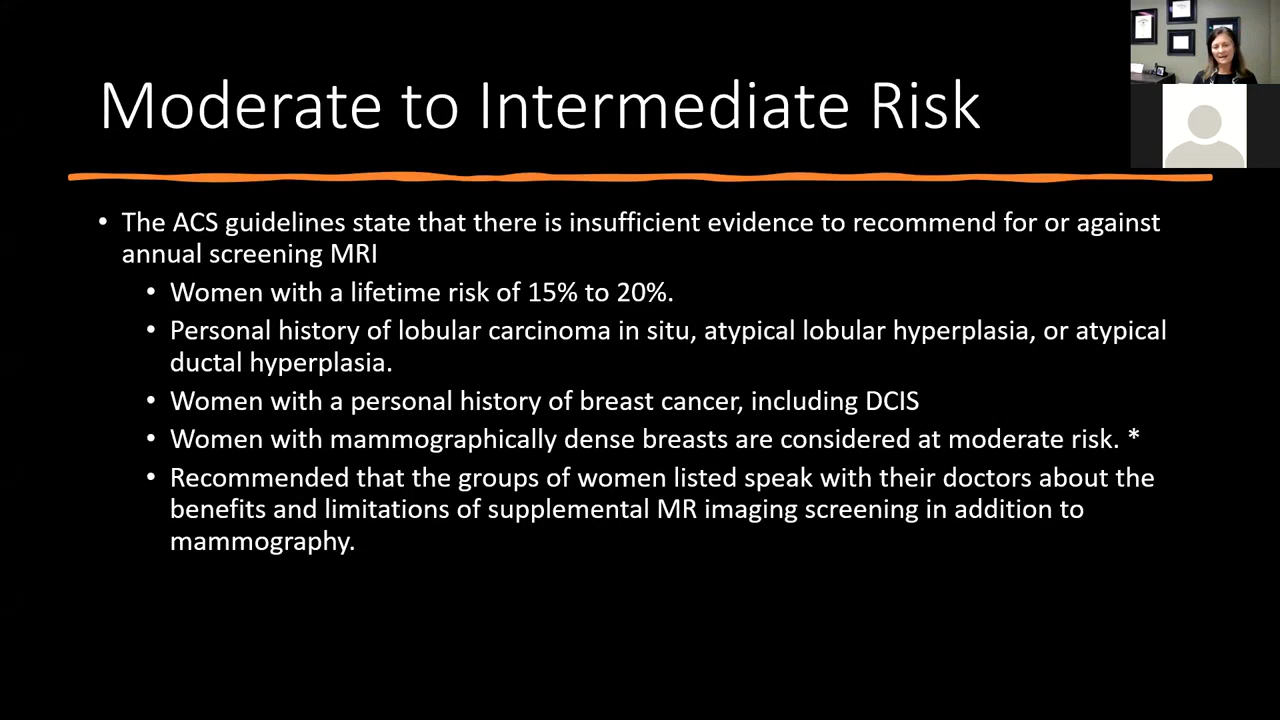 Moderate to Intermediate Risk
• The ACS guidelines state that there is insufficient evidence to recommend for or against
annual screening MRI
• Women with a lifetime risk of 15% to 20%.
• Personal history of lobular carcinoma in situ, atypical lobular hyperplasia, or atypical
ductal hyperplasia.
• Women with a personal history of breast cancer, including DCIS
• Women with mammographically dense breasts are considered at moderate risk. *
• Recommended that the groups of women listed speak with their doctors about the
benefits and limitations of supplemental MR imaging screening in addition to
mammography.